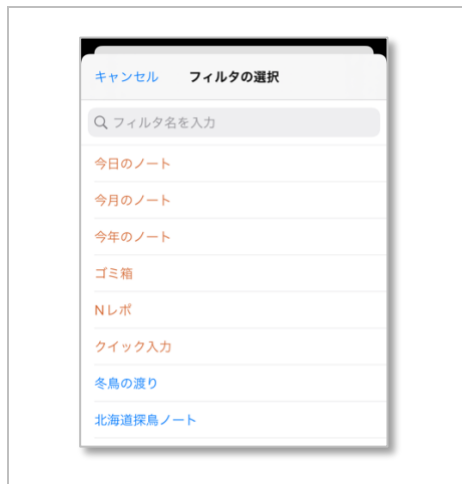 キャンセル フィルタの選択
フィルタ名を入力
今日のノート
今月のノート
今年のノート
ゴミ箱
Nレポ
クイック入力
冬鳥の渡り
北海道探鳥ノート